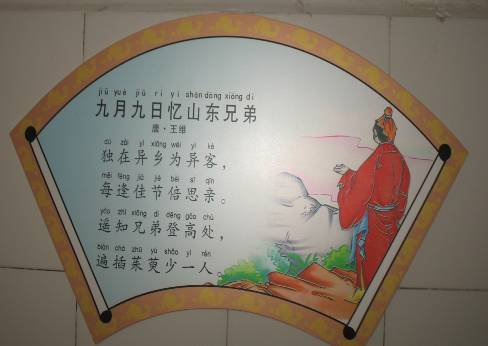 jiǔ yuè jiǔ rì yì shān dōng xiōng dì
九月九日忆山东兄弟
唐·王维
dú zài yì xiāng wéi yì kè
独在异乡为异客，
měi féng jiā jié bèi sī qīn
每逢佳节倍思亲。
yáo zhī xiōng dì dēng gāo chù
遥知兄弟登高处，
biàn chā zhū yú shǎo yī rén
遍插茱萸少一人。